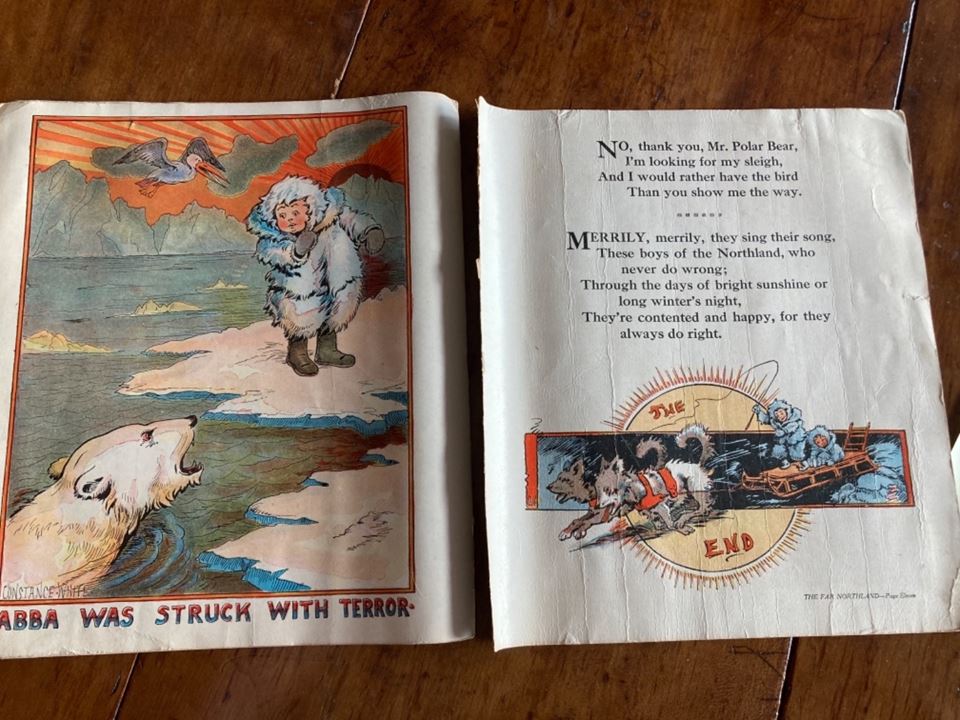 CONSTANCE WHITE
ABBA WAS STRUCK WITH TERROR-
NO, thank you, Mr. Polar Bear,
I'm looking for my sleigh,
And I would rather have the bird
Than you show me the way.
MERRILY, merrily, they sing their song,
These boys of the Northland, who
never do wrong;
Through the days of bright sunshine or
long winter's night,
They're contented and happy, for they
always do right.
THE
END
THE FAR NORTHLAND—Page Eleven